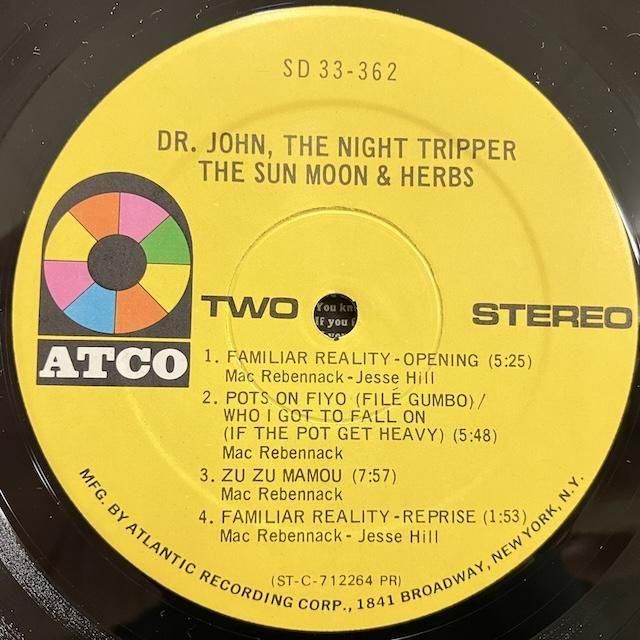 SD 33-362
DR. JOHN, THE NIGHT TRIPPER
THE SUN MOON & HERBS
ATCO
TWO
You
If you
STEREO
1. FAMILIAR REALITY-OPENING (5:25)
Mac Rebennack-Jesse Hill
2. POTS ON FIYO (FILÉ GUMBO)/
WHO I GOT TO FALL ON
(IF THE POT GET HEAVY) (5:48)
Mac Rebennack
3. ZU ZU MAMOU (7:57)
Mac Rebennack
4. FAMILIAR REALITY-REPRISE (1:53)
Mac Rebennack - Jesse Hill
(ST-C-712264 PR)
MFG. BY ATLANTIC RECORDING CORP., 1841 BROADWAY, NEW YORK, N.Y.